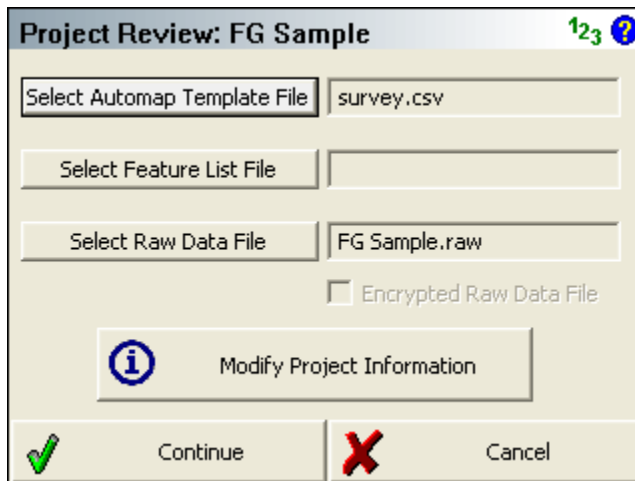 Project Review: FG Sample 123 ?
Select Automap Template File survey.csv
Select Feature List File
Select Raw Data File FG Sample.raw
Encrypted Raw Data File
Modify Project Information
Continue Cancel